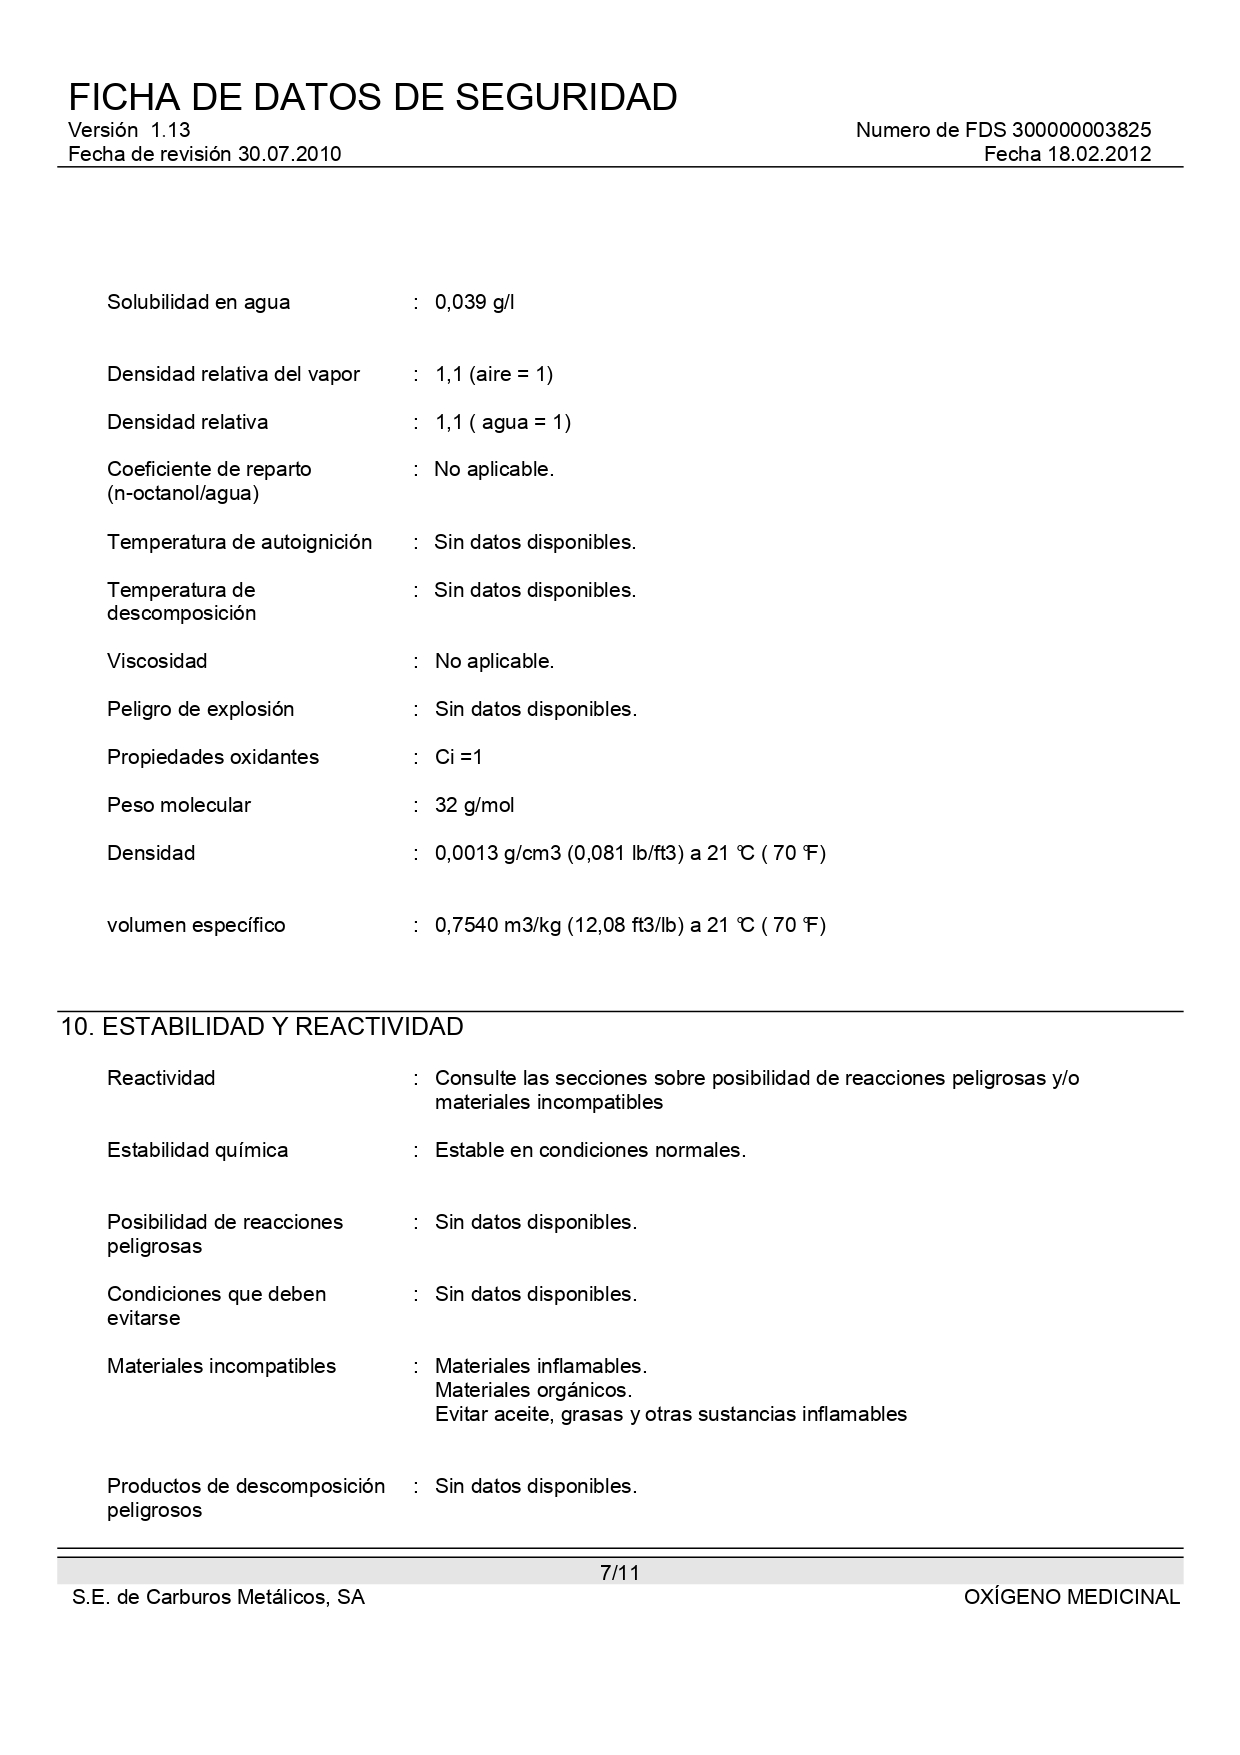 FICHA DE DATOS DE SEGURIDAD
Versión 1.13 Numero de FDS 300000003825
Fecha de revisión 30.07.2010 Fecha 18.02.2012
Solubilidad en agua : 0,039 g/l
Densidad relativa del vapor : 1,1 (aire = 1)
Densidad relativa : 1,1 ( agua = 1)
Coeficiente de reparto : No aplicable.
(n-octanol/agua)
Temperatura de autoignición : Sin datos disponibles.
Temperatura de : Sin datos disponibles.
descomposición
Viscosidad : No aplicable.
Peligro de explosión : Sin datos disponibles.
Propiedades oxidantes : Ci =1
Peso molecular : 32 g/mol
Densidad : 0,0013 g/cm3 (0,081 lb/ft3) a 21 °C ( 70 °F)
volumen específico : 0,7540 m3/kg (12,08 ft3/lb) a 21 °C ( 70 °F)
10. ESTABILIDAD Y REACTIVIDAD
Reactividad : Consulte las secciones sobre posibilidad de reacciones peligrosas y/o
materiales incompatibles
Estabilidad química : Estable en condiciones normales.
Posibilidad de reacciones : Sin datos disponibles.
peligrosas
Condiciones que deben : Sin datos disponibles.
evitarse
Materiales incompatibles : Materiales inflamables.
Materiales orgánicos.
Evitar aceite, grasas y otras sustancias inflamables
Productos de descomposición : Sin datos disponibles.
peligrosos
7/11
S.E. de Carburos Metálicos, SA OXÍGENO MEDICINAL